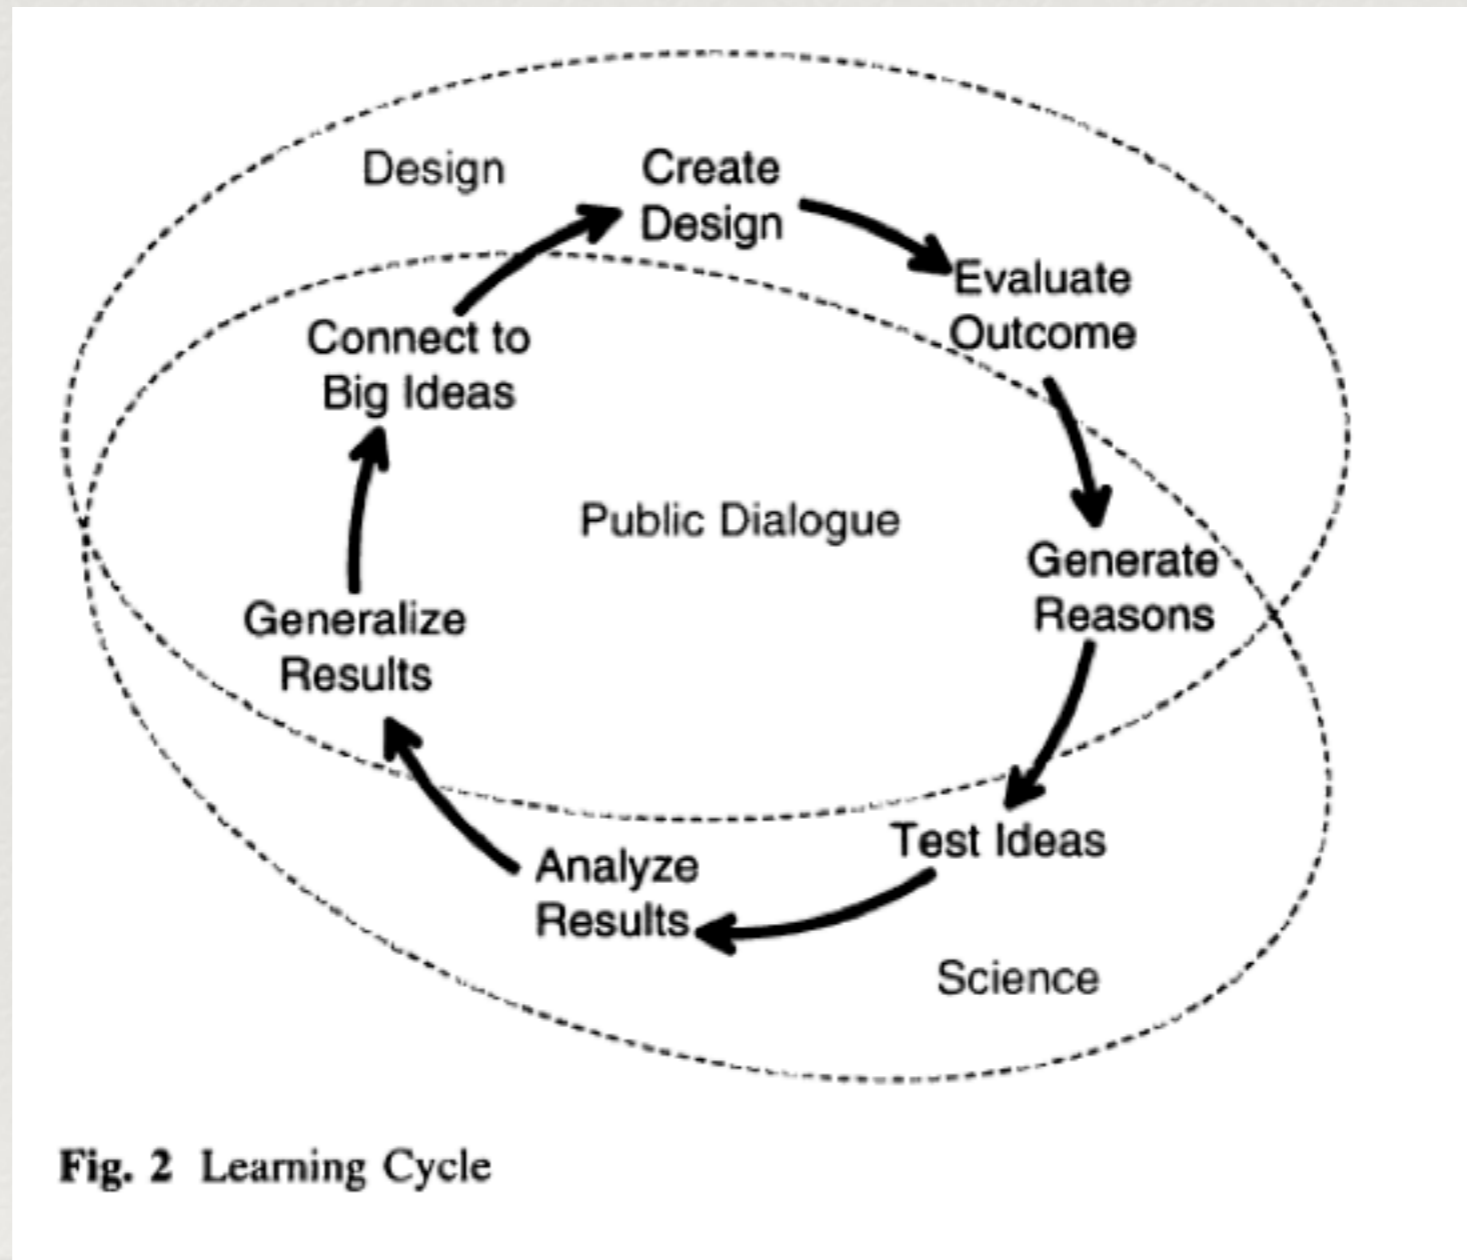 Design
Create
Design
Evaluate
Outcome
Connect to
Big Ideas
Public Dialogue
Generate
Reasons
Generalize
Results
Test Ideas
Analyze
Results
Science
Fig. 2 Learning Cycle